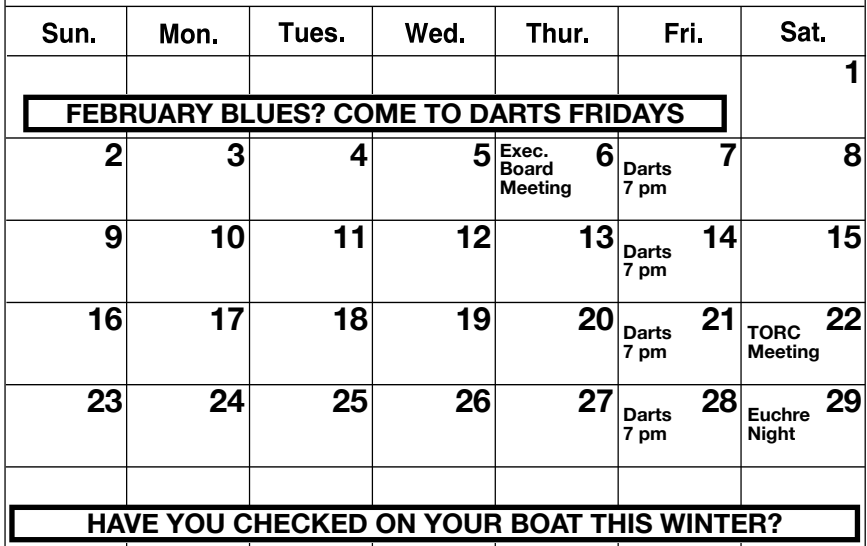 Sun. Mon. Tues. Wed. Thur. Fri. Sat.
1
FEBRUARY BLUES? COME TO DARTS FRIDAYS
2 3 4 5 Exec. Board Meeting 6 Darts 7 pm 7 8
9 10 11 12 13 Darts 7 pm 14 15
16 17 18 19 20 Darts 7 pm 21 TORC Meeting 22
23 24 25 26 27 Darts 7 pm 28 Euchre Night 29
HAVE YOU CHECKED ON YOUR BOAT THIS WINTER?